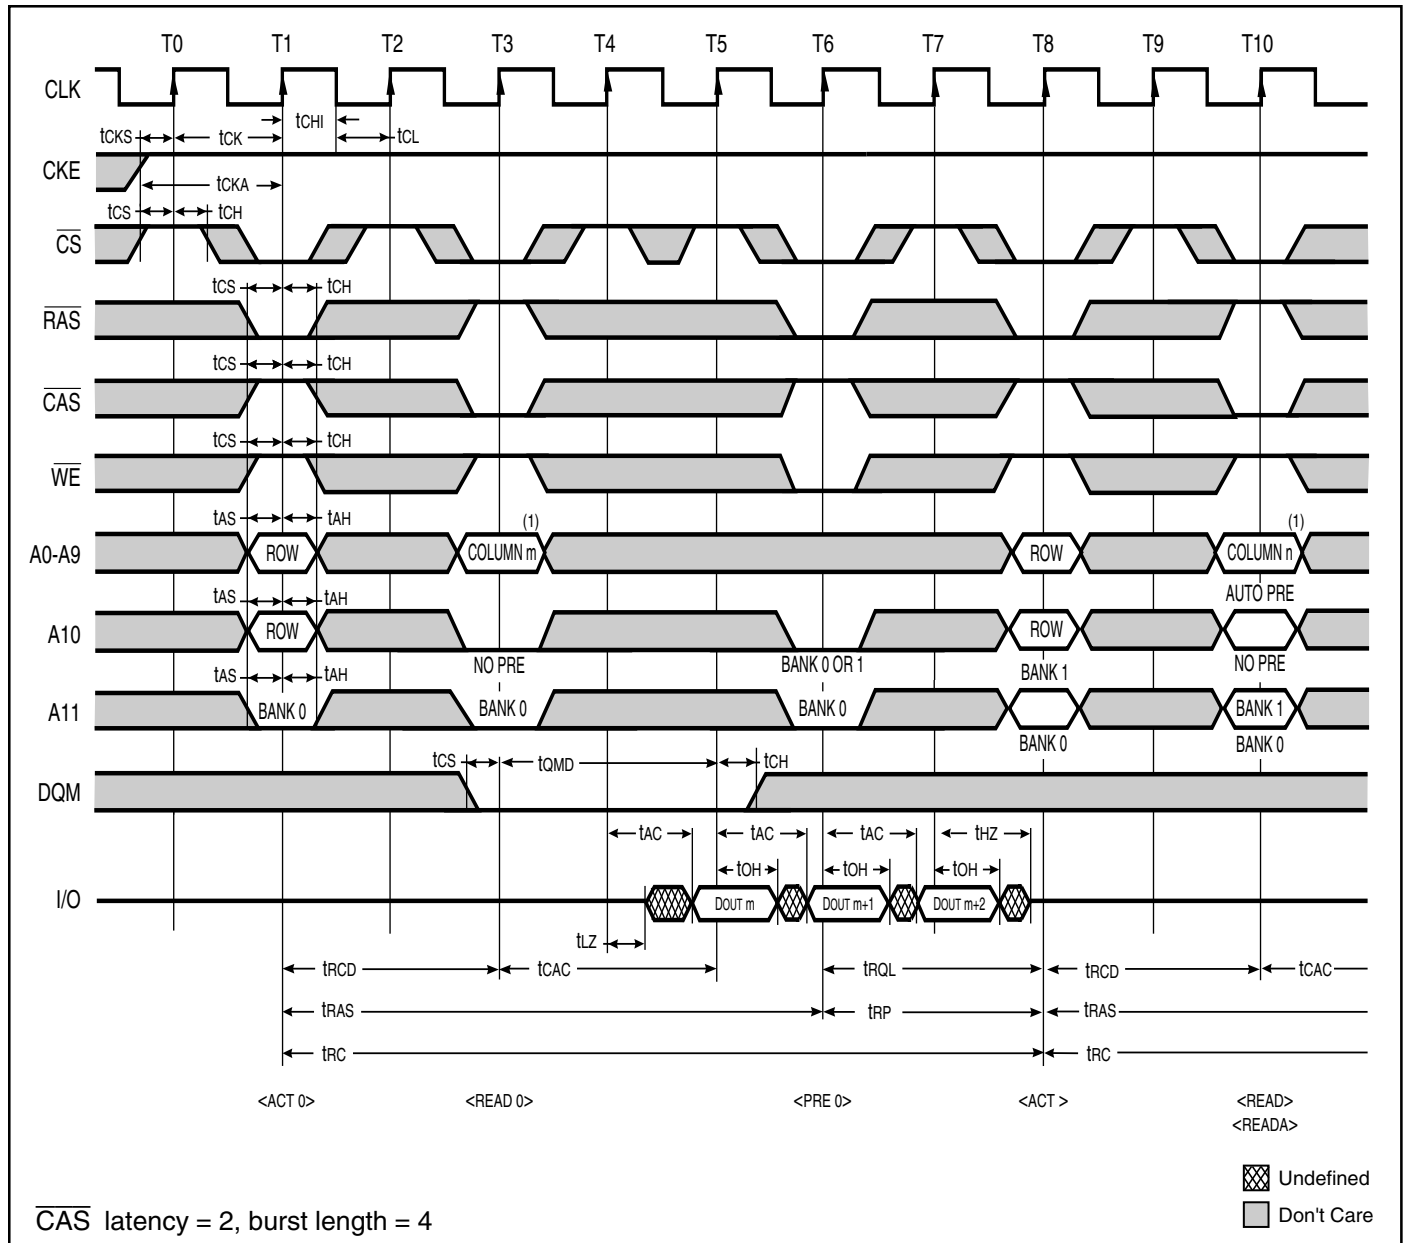 T0 T1 T2 T3 T4 T5 T6 T7 T8 T9 T10
CLK
tCHI
tCKS tCK tCL
CKE
tCKA
tCS tCH
CS
tCS tCH
RAS
tCS tCH
CAS
tCS tCH
WE
tAS tAH (1) (1)
A0-A9 ROW COLUMN m ROW COLUMN n
tAS tAH AUTO PRE
A10 ROW ROW
NO PRE BANK 0 OR 1 BANK 1 NO PRE
tAS tAH
A11 BANK 0 BANK 0 BANK 0 BANK 1
BANK 0 BANK 0
tCS tQMD tCH
DQM
tAC tAC tAC tHZ
tOH tOH tOH
I/O DOUT m DOUT m+1 DOUT m+2
tLZ
tRCD tCAC tRQL tRCD tCAC
tRAS tRP tRAS
tRC tRC
<ACT 0> <READ 0> <PRE 0> <ACT > <READ>
<READA>
Undefined
CAS latency = 2, burst length = 4 Don't Care